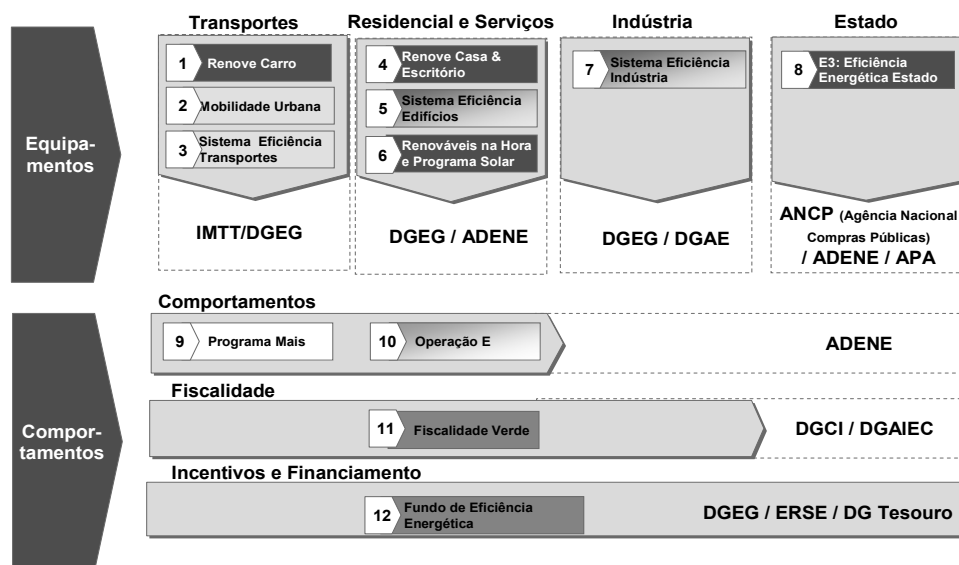 Transportes
Residencial e Serviços
Indústria
Estado
Equipa-
mentos
1 Renove Carro
2 Mobilidade Urbana
3 Sistema Eficiência
Transportes
IMTT/DGEG
4 Renove Casa &
Escritório
5 Sistema Eficiência
Edifícios
6 Renováveis na Hora
e Programa Solar
DGEG / ADENE
7 Sistema Eficiência
Indústria
DGEG / DGAE
8 E3: Eficiência
Energética Estado
ANCP (Agência Nacional
Compras Públicas)
/ ADENE / APA
Compor-
tamentos
Comportamentos
9 Programa Mais
10 Operação E
ADENE
Fiscalidade
11 Fiscalidade Verde
DGCI / DGAIEC
Incentivos e Financiamento
12 Fundo de Eficiência
Energética
DGEG / ERSE / DG Tesouro